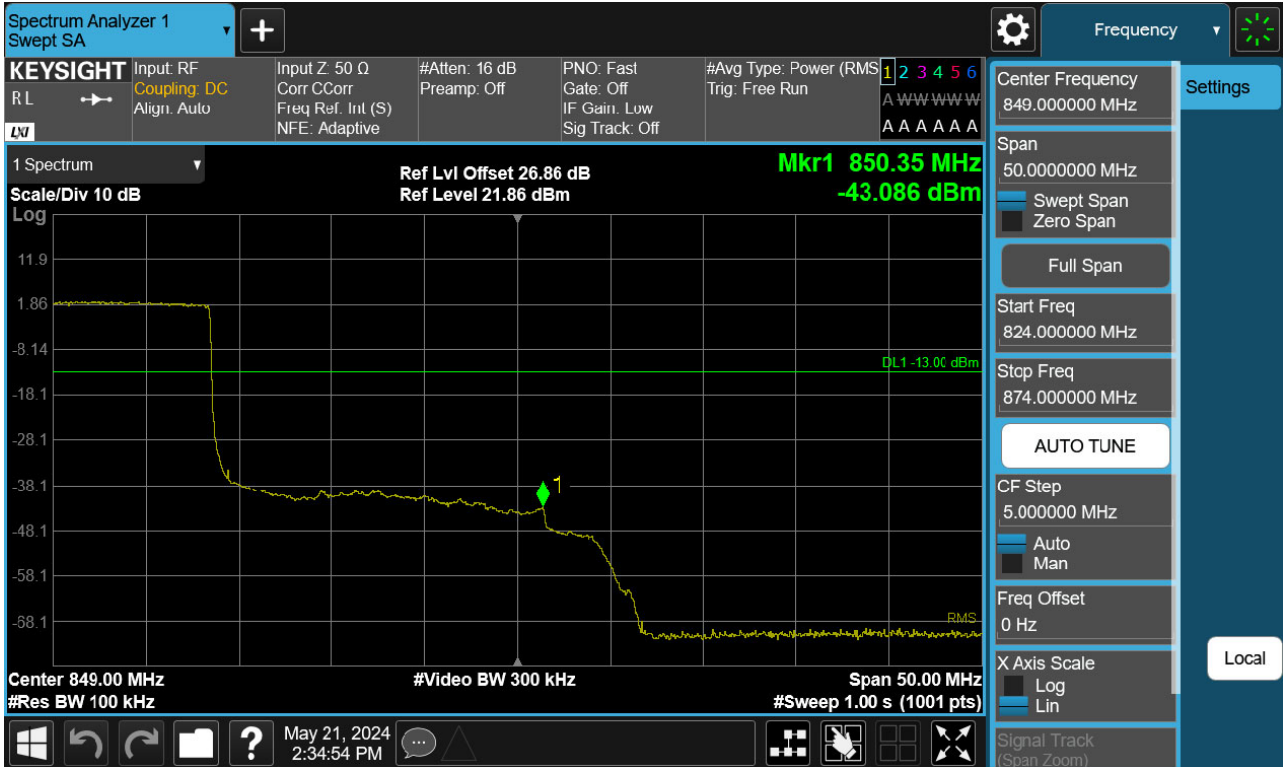 Spectrum Analyzer 1
Swept SA
Frequency
KEYSIGHT
R L
LXI
Input: RF
Coupling: DC
Align: Auto
Input Z: 50 Ω
Corr CCorr
Freq Ref: Int (S)
NFE: Adaptive
#Atten: 16 dB
Preamp: Off
PNO: Fast
Gate: Off
IF Gain: Low
Sig Track: Off
#Avg Type: Power (RMS
Trig: Free Run
1 2 3 4 5 6
A W W W W W
A A A A A A
1 Spectrum
Scale/Div 10 dB
Log
Ref Lvl Offset 26.86 dB
Ref Level 21.86 dBm
Mkr1 850.35 MHz
-43.086 dBm
11.9
1.86
-8.14
DL1 -13.00 dBm
-18.1
-28.1
-38.1
1
-48.1
-58.1
-68.1
RMS
Center 849.00 MHz
#Video BW 300 kHz
Span 50.00 MHz
#Res BW 100 kHz
#Sweep 1.00 s (1001 pts)
May 21, 2024
2:34:54 PM
Center Frequency
849.000000 MHz
Settings
Span
50.0000000 MHz
Swept Span
Zero Span
Full Span
Start Freq
824.000000 MHz
Stop Freq
874.000000 MHz
AUTO TUNE
CF Step
5.000000 MHz
Auto
Man
Freq Offset
0 Hz
X Axis Scale
Log
Lin
Local
Signal Track
(Span Zoom)